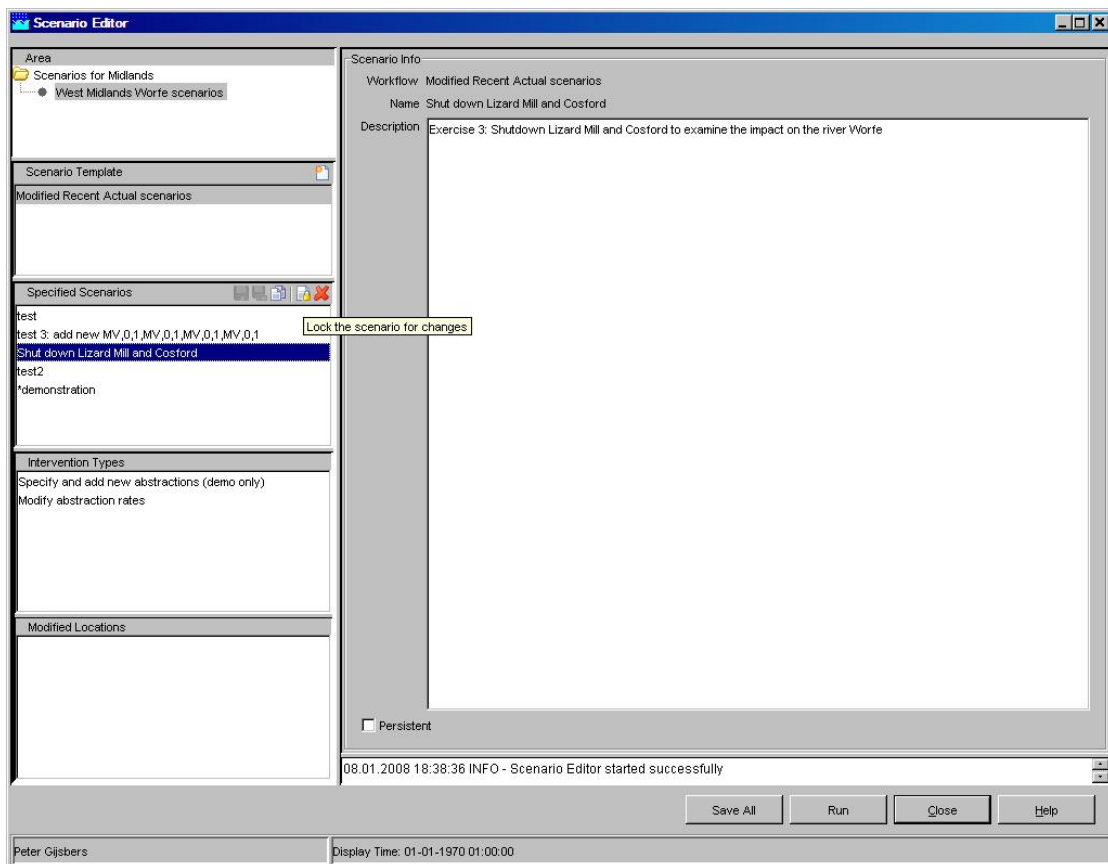 Scenario Editor
Area
Scenarios for Midlands
West Midlands Worfe scenarios
Scenario Template
Modified Recent Actual scenarios
Specified Scenarios
test
test 3: add new MV,0,1,MV,0,1,MV,0,1,MV,0,1
Shut down Lizard Mill and Cosford
test2
*demonstration
Lock the scenario for changes
Intervention Types
Specify and add new abstractions (demo only)
Modify abstraction rates
Modified Locations
Scenario Info
Workflow Modified Recent Actual scenarios
Name Shut down Lizard Mill and Cosford
Description Exercise 3: Shutdown Lizard Mill and Cosford to examine the impact on the river Worfe
Persistent
08.01.2008 18:38:36 INFO - Scenario Editor started successfully
Save All Run Close Help
Peter Gijsbers Display Time: 01-01-1970 01:00:00